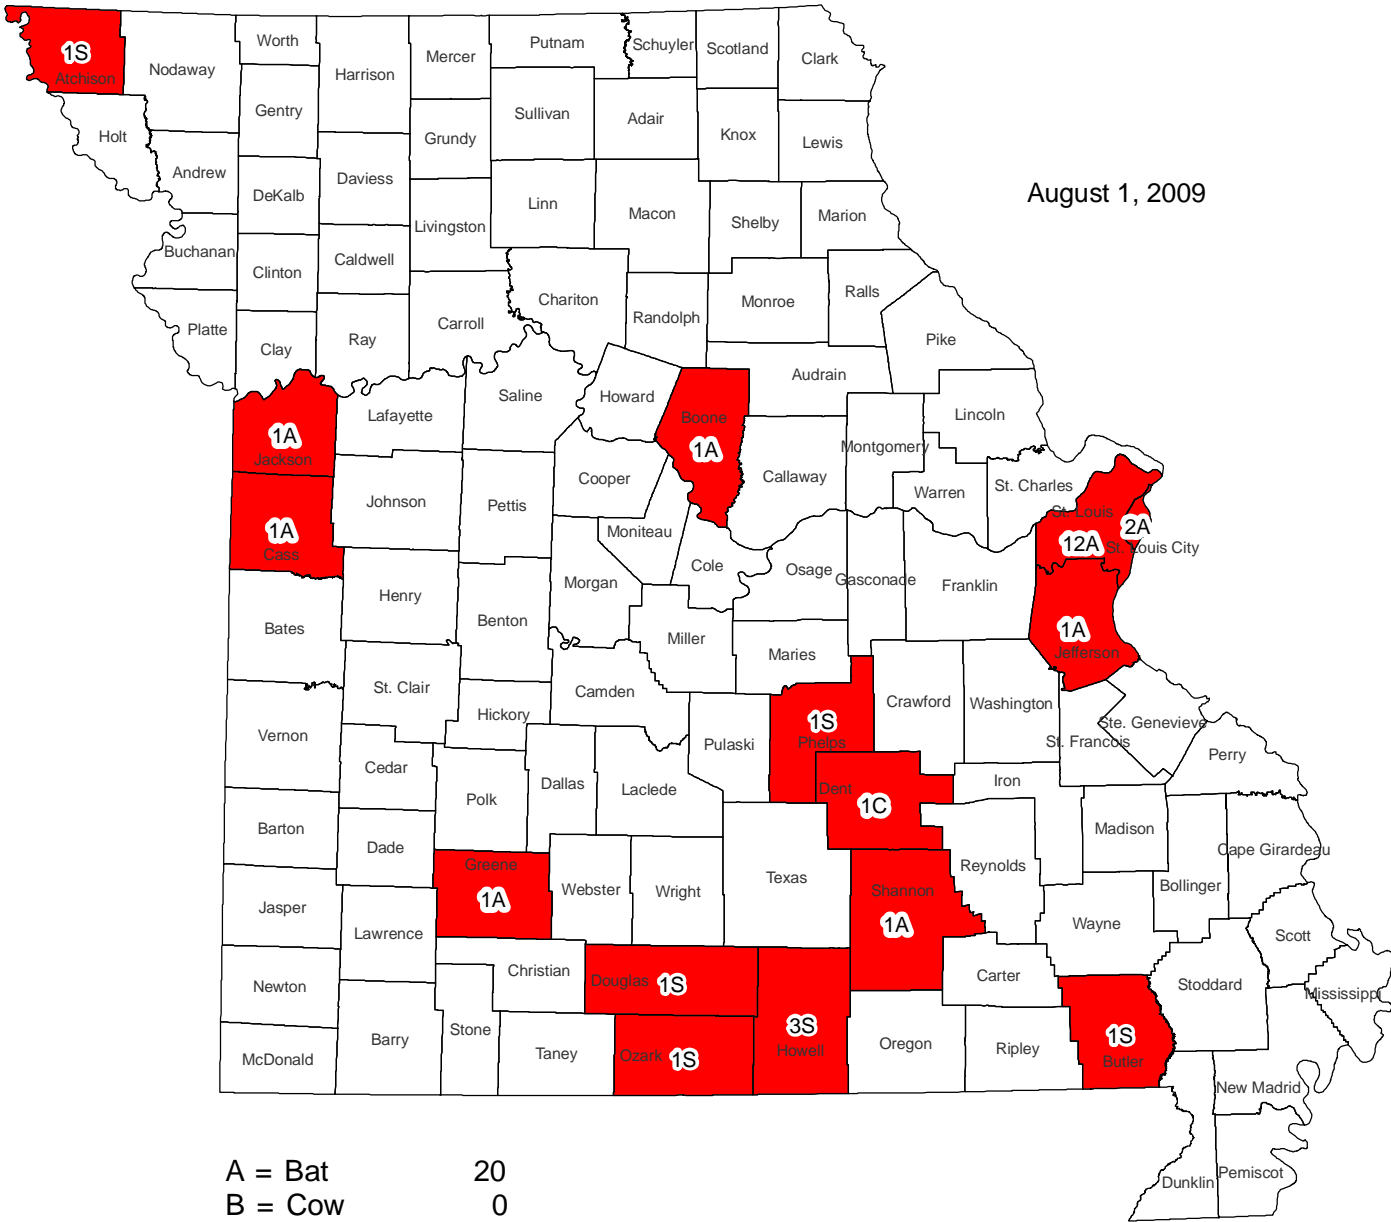 Worth
Putnam
Schuyler
Scotland
Clark
1S
Atchison
Nodaway
Harrison
Mercer
Gentry
Sullivan
Adair
Knox
Lewis
Holt
Grundy
Andrew
DeKalb
Daviess
Linn
Macon
Shelby
Marion
August 1, 2009
Livingston
Buchanan
Clinton
Caldwell
Chariton
Randolph
Monroe
Ralls
Platte
Clay
Ray
Carroll
Pike
Audrain
Saline
Howard
Lafayette
Boone
1A
Lincoln
1A
Jackson
Montgomery
Callaway
Cooper
Johnson
Pettis
Warren
St. Charles
St. Louis
12A
2A
St. Louis City
1A
Cass
Moniteau
Cole
Osage
Gasconade
Franklin
Morgan
Henry
Benton
Bates
Miller
Maries
1A
Jefferson
St. Clair
Camden
Hickory
Crawford
Washington
1S
Phelps
Ste. Genevieve
St. Francois
Vernon
Pulaski
Perry
Cedar
Dallas
Laclede
Polk
Dent
1C
Iron
Barton
Dade
Madison
Cape Girardeau
Greene
1A
Webster
Wright
Texas
Reynolds
Bollinger
Shannon
1A
Jasper
Lawrence
Wayne
Scott
Christian
Douglas
1S
Carter
Stoddard
Newton
Mississippi
Stone
Barry
Taney
Ozark
1S
3S
Howell
Oregon
Ripley
1S
Butler
McDonald
New Madrid
Dunklin
Pemiscot
A = Bat 20
B = Cow 0